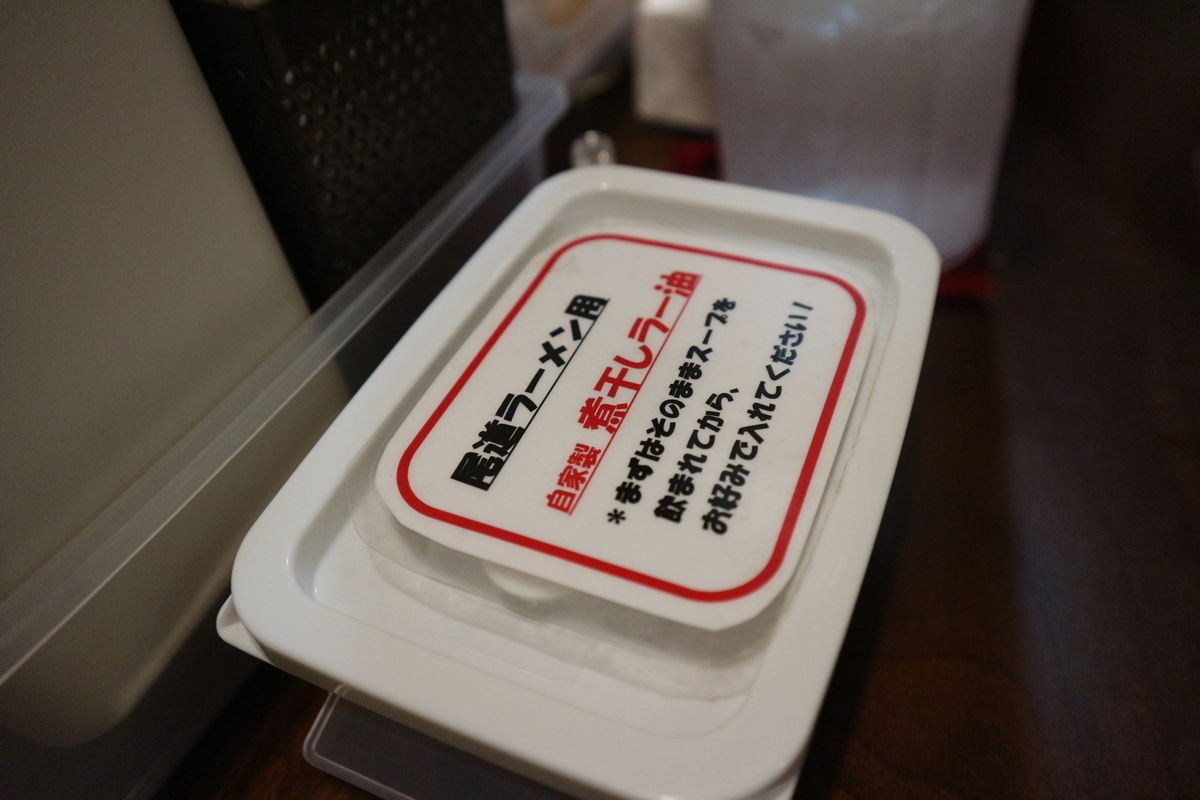 尾道ラーメン用
自家製 煮干しラー油
＊まずはそのままスープを
飲まれてから、
お好みで入れてください！